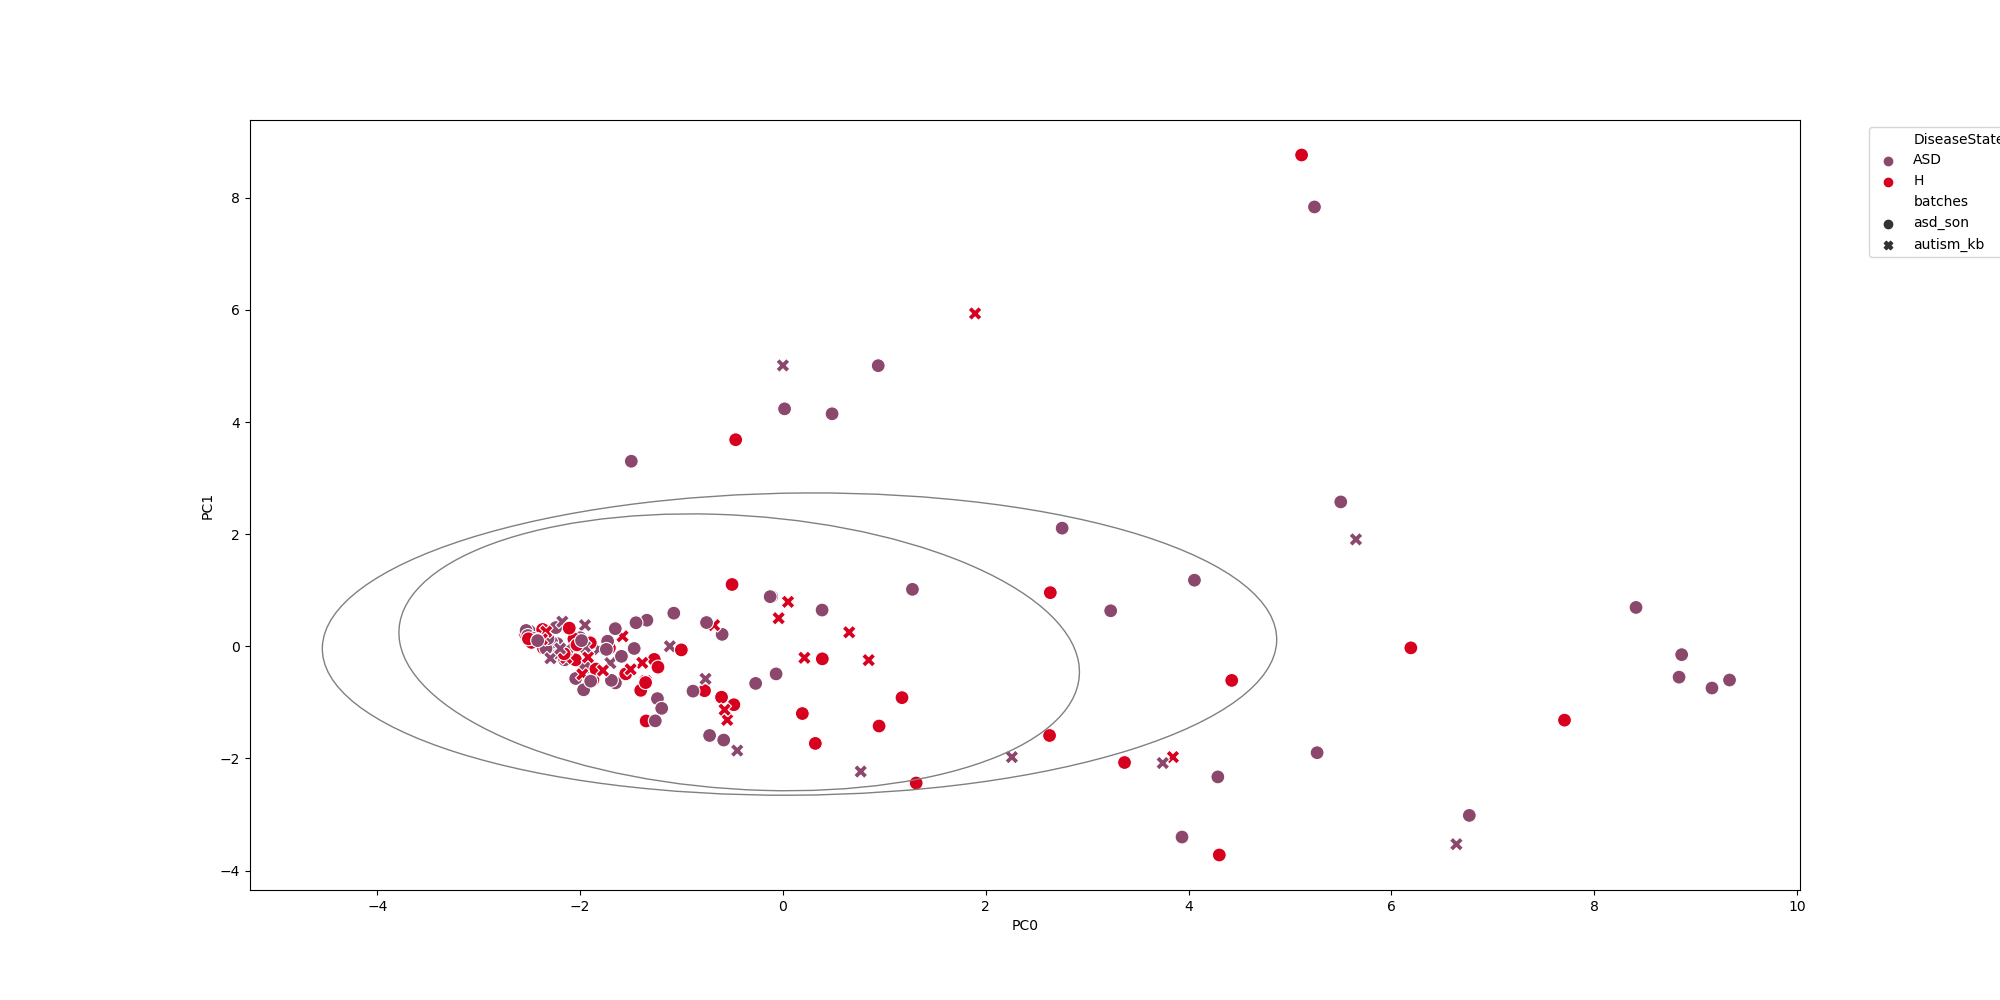 DiseaseState
ASD
H
batches
asd_son
autism_kb
PC1
8
6
4
2
0
−2
−4
−4
−2
0
2
4
6
8
10
PC0